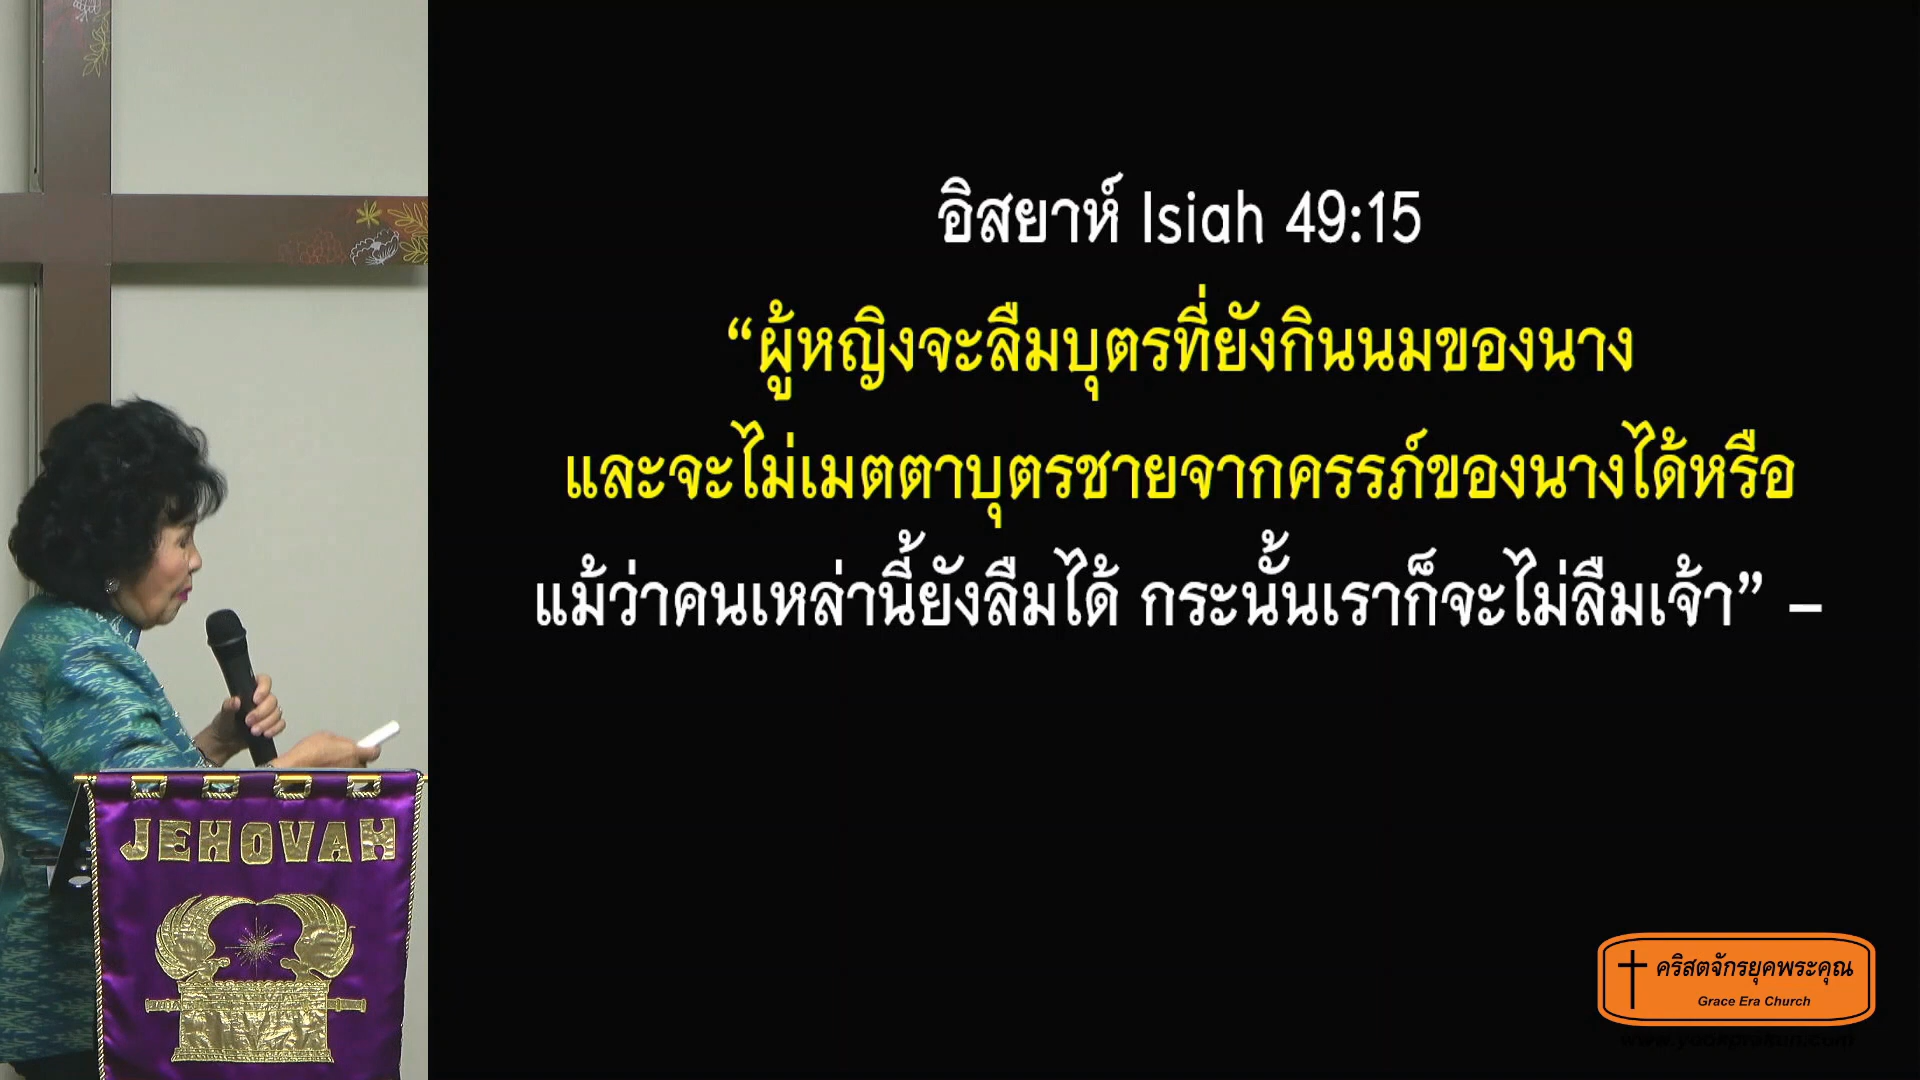 อิสยาห์ Isiah 49:15
“ผู้หญิงจะลืมบุตรที่ยังกินนมของนาง
และจะไม่เมตตาบุตรชายจากครรภ์ของนางได้หรือ
แม้ว่าคนเหล่านี้ยังลืมได้ กระนั้นเราก็จะไม่ลืมเจ้า” –
JEHOVAH
คริสตจักรยุคพระคุณ
Grace Era Church